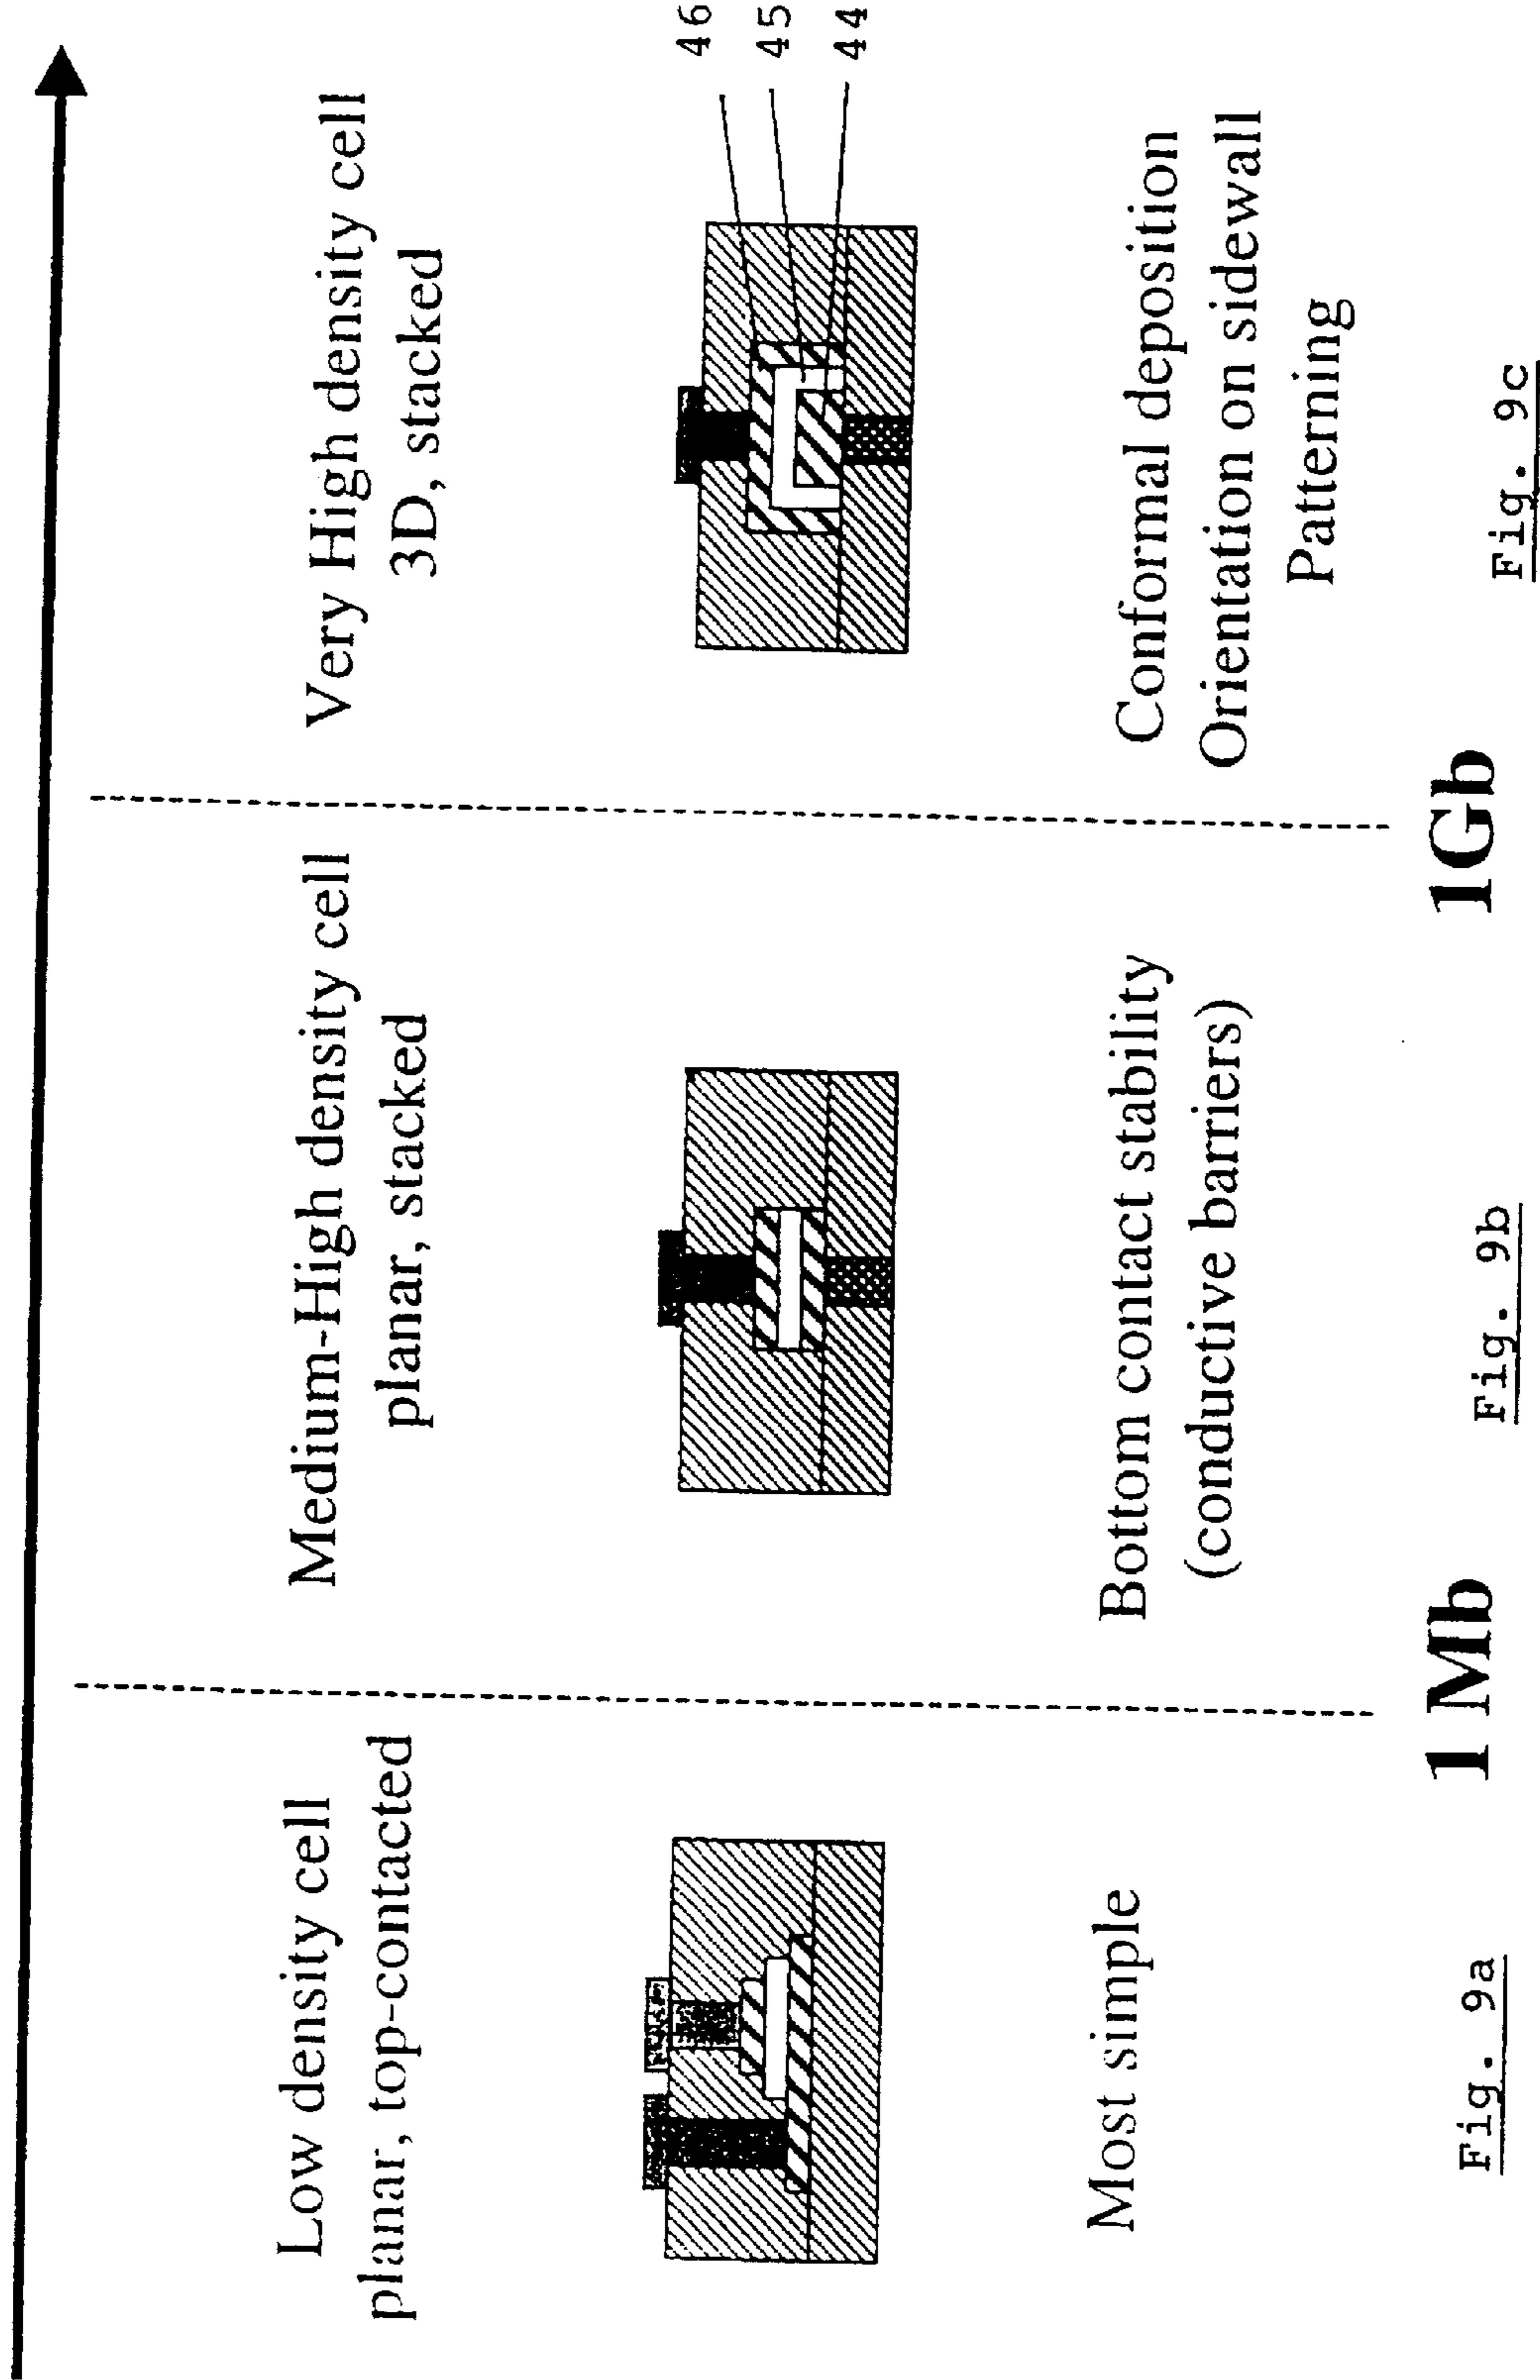 Low density cell
planar, top-contacted
Most simple
Fig. 9a
1 Mb
Medium-High density cell
planar, stacked
Bottom contact stability
(conductive barriers)
Fig. 9b
1Gb
Very High density cell
3D, stacked
46
45
44
Conformal deposition
Orientation on sidewall
Patterning
Fig. 9c